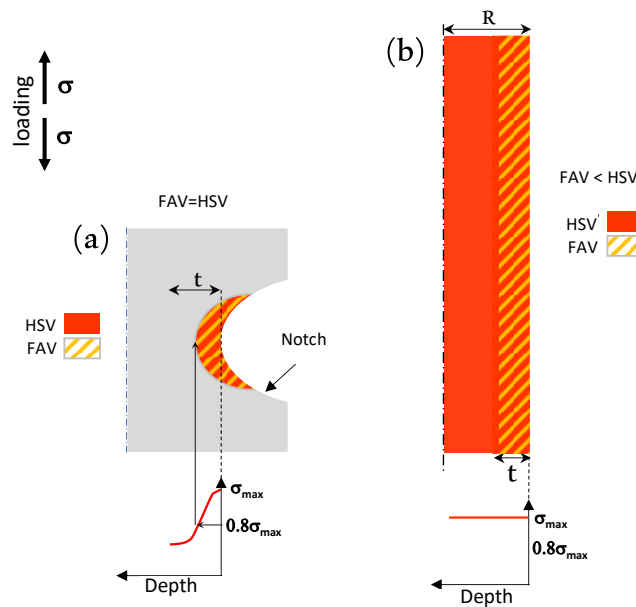 loading
σ
σ
FAV=HSV
(a)
t
HSV
FAV
Notch
σmax
0.8σmax
Depth
(b)
R
FAV < HSV
HSV'
FAV
t
σmax
0.8σmax
Depth